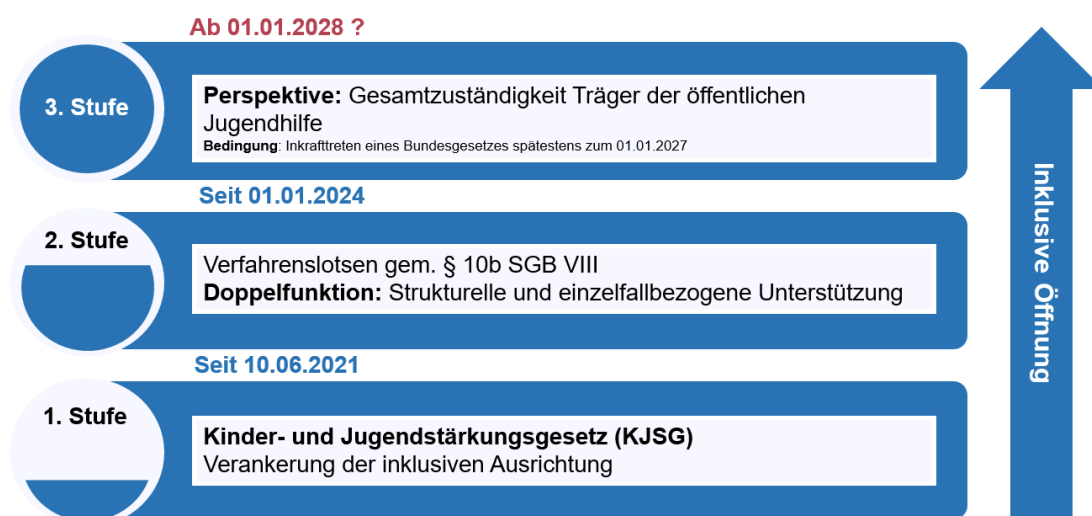 Ab 01.01.2028 ?
3. Stufe
Perspektive: Gesamtzuständigkeit Träger der öffentlichen
Jugendhilfe
Bedingung: Inkrafttreten eines Bundesgesetzes spätestens zum 01.01.2027
Seit 01.01.2024
2. Stufe
Verfahrenslotsen gem. § 10b SGB VIII
Doppelfunktion: Strukturelle und einzelfallbezogene Unterstützung
Seit 10.06.2021
1. Stufe
Kinder- und Jugendstärkungsgesetz (KJSG)
Verankerung der inklusiven Ausrichtung
Inklusive Öffnung